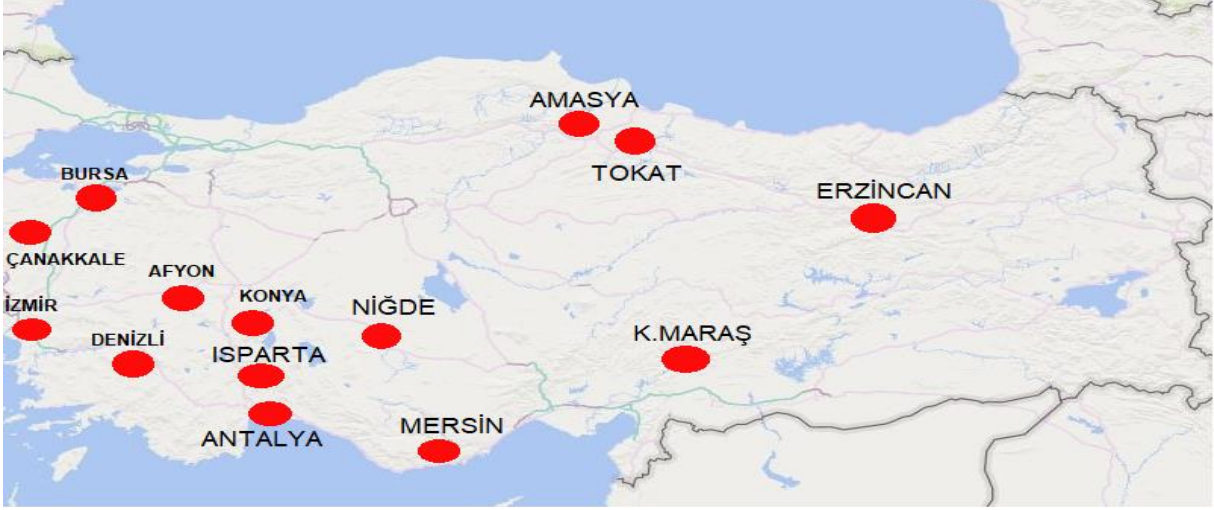 AMASYA
TOKAT
BURSA
ERZİNCAN
ÇANAKKALE
AFYON
KONYA
İZMİR
NİĞDE
DENİZLİ
K.MARAŞ
ISPARTA
ANTALYA
MERSİN